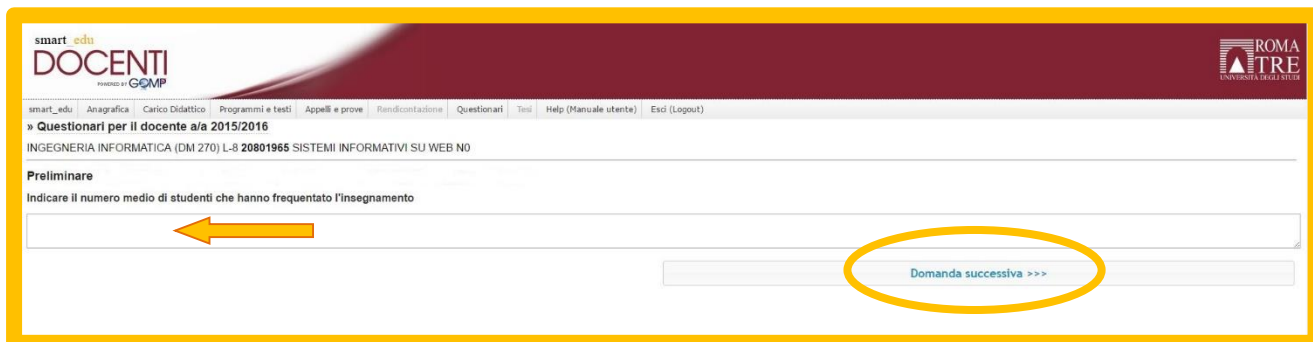 smart_edu
DOCENTI
POWERED BY GOMP
ROMA
TRE
UNIVERSITÀ DEGLI STUDI
smart_edu Anagrafica Carico Didattico Programmi e testi Appelli e prove Rendicontazione Questionari Tesi Help (Manuale utente) Esci (Logout)
» Questionari per il docente a/a 2015/2016
INGEGNERIA INFORMATICA (DM 270) L-8 20801965 SISTEMI INFORMATIVI SU WEB N0
Preliminare
Indicare il numero medio di studenti che hanno frequentato l'insegnamento
Domanda successiva >>>